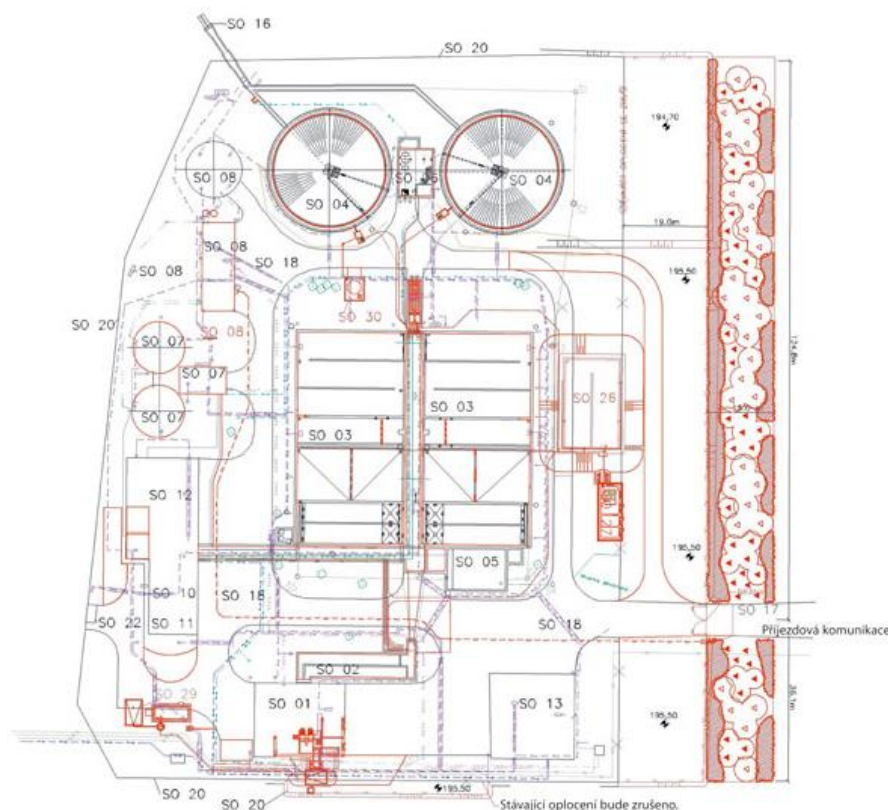 SO 16
SO 20
194,70
SO 08
SO 04
SO 04
19.0m
SO 08
SO 18
SO 08
195,50
SO 20
SO 30
SO 08
SO 07
124.8m
SO 07
SO 26
SO 07
SO 03
SO 03
SO 12
SO 05
195,50
SO 10
SO 18
SO 17
SO 22
SO 11
SO 18
Příjezdová komunikace
SO 02
SO 29
SO 01
SO 13
195,50
36.1m
195,50
SO 20
SO 20
Stávající oplocení bude zrušeno.